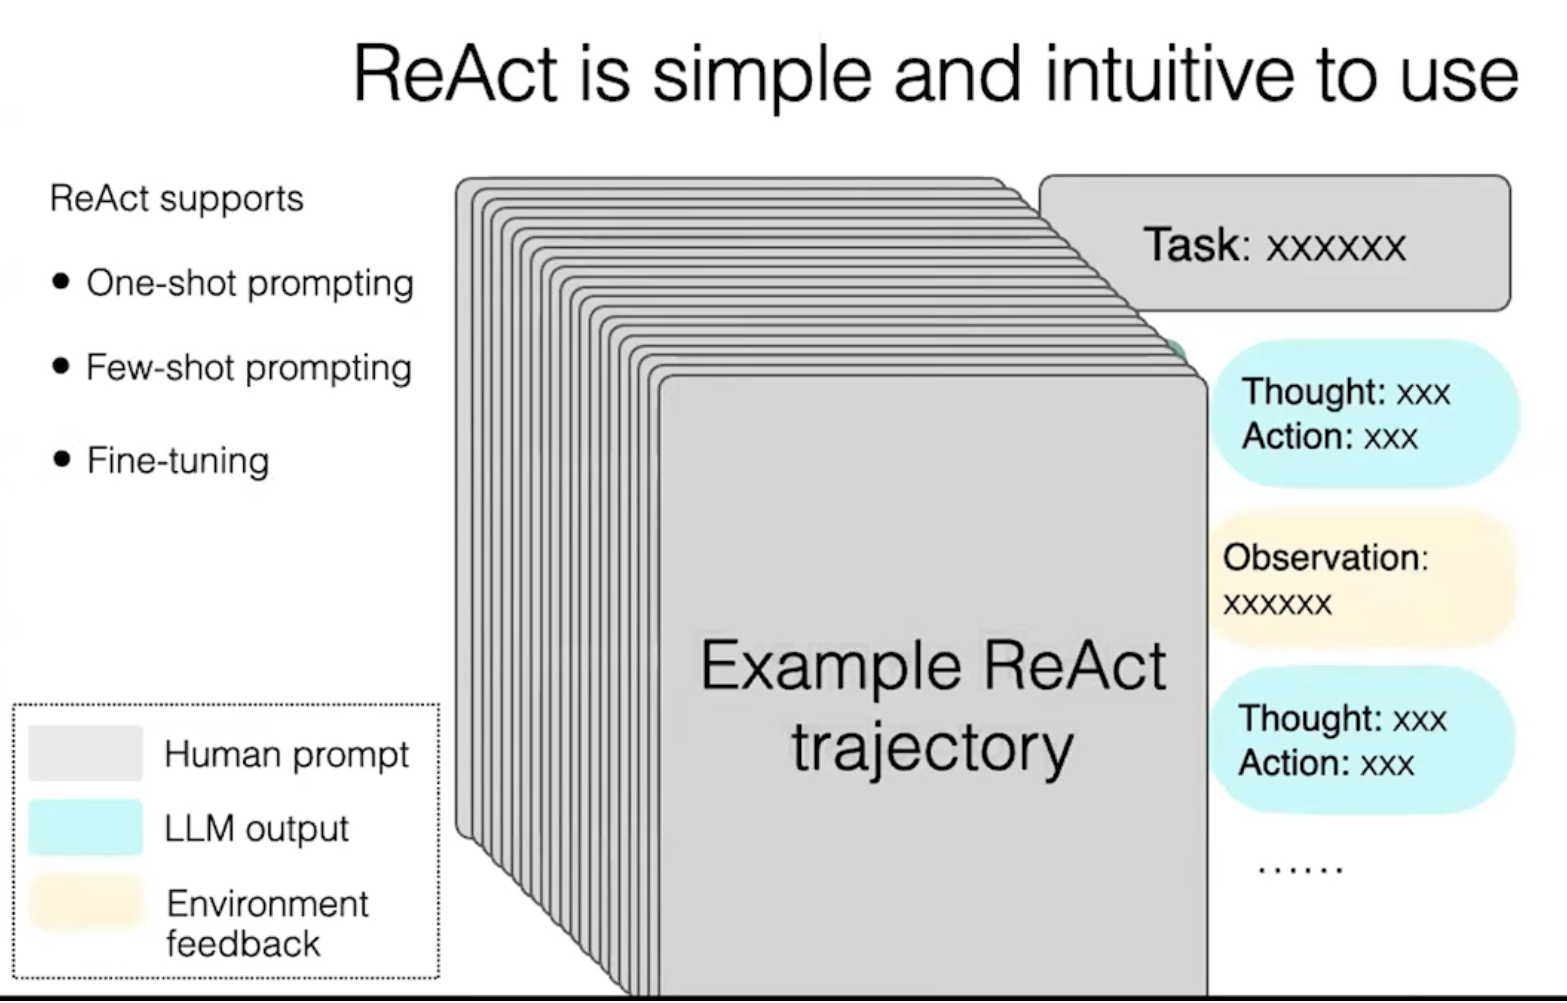 ReAct is simple and intuitive to use
ReAct supports
● One-shot prompting
● Few-shot prompting
● Fine-tuning
Human prompt
LLM output
Environment
feedback
Example ReAct
trajectory
Task: xxxxxx
Thought: xxx
Action: xxx
Observation:
xxxxxx
Thought: xxx
Action: xxx
......